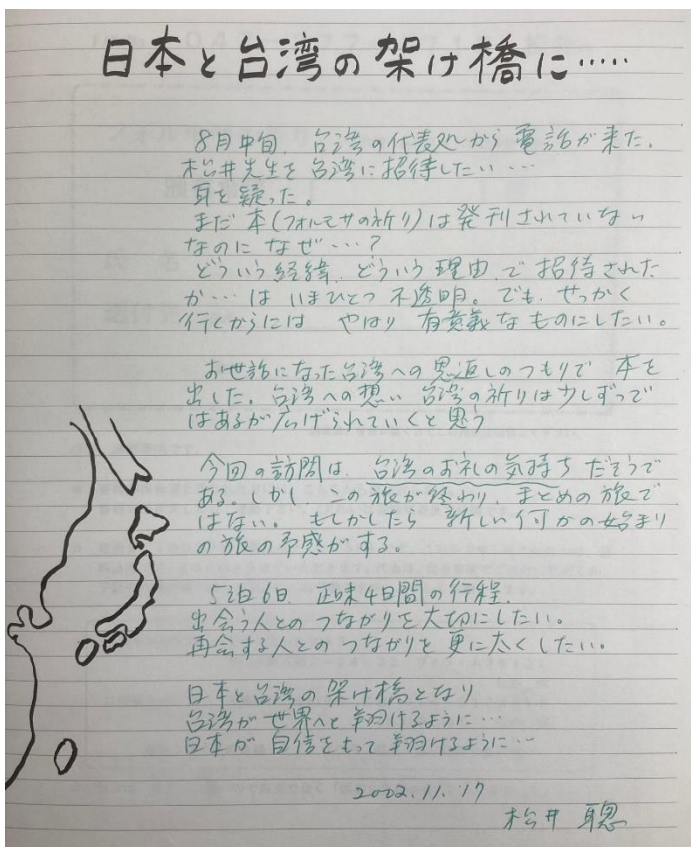 日本と台湾の架け橋に‥‥‥
8月中旬、台湾の代表処から電話が来た。
松井先生を台湾に招待したい…
耳を疑った。
まだ本(フォルモサの祈り)は発刊されていない
なのになぜ…?
どういう経緯、どういう理由で招待された
か…はいまひとつ不透明。でも、せっかく
行くからには やはり 有意義なものにしたい。
お世話になった台湾への恩返しのつもりで 本を
出した。台湾への想い 台湾の祈りは少しずつで
はあるが広げられていくと思う
今回の訪問は、台湾のお礼の気持ちだそうで
ある。しかし この旅が終わり、まとめの旅で
はない。もしかしたら 新しい何かの始まり
の旅の予感がする。
5泊6日、正味4日間の行程、
出会う人とのつながりを大切にしたい。
再会する人とのつながりを更に太くしたい。
日本と台湾の架け橋となり
台湾が世界へと翔けるように…
日本が自信をもって翔けるように…
2002.11.17
松井 聡